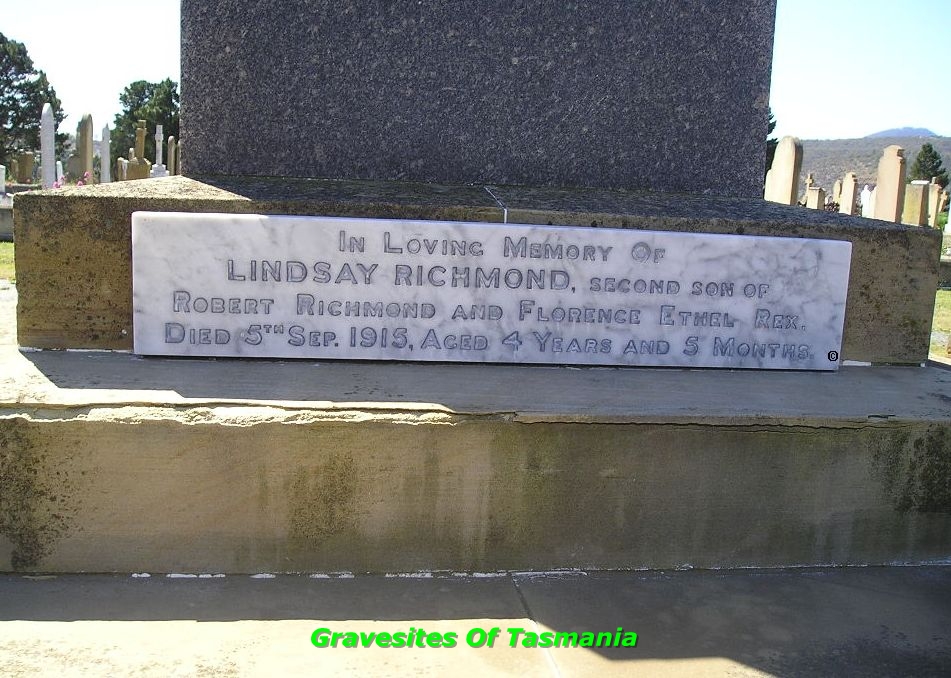 In Loving Memory Of
LINDSAY RICHMOND, SECOND SON OF
Robert Richmond and Florence Ethel Rex.
Died 5TH Sep. 1915, Aged 4 Years and 5 Months.
Gravesites Of Tasmania